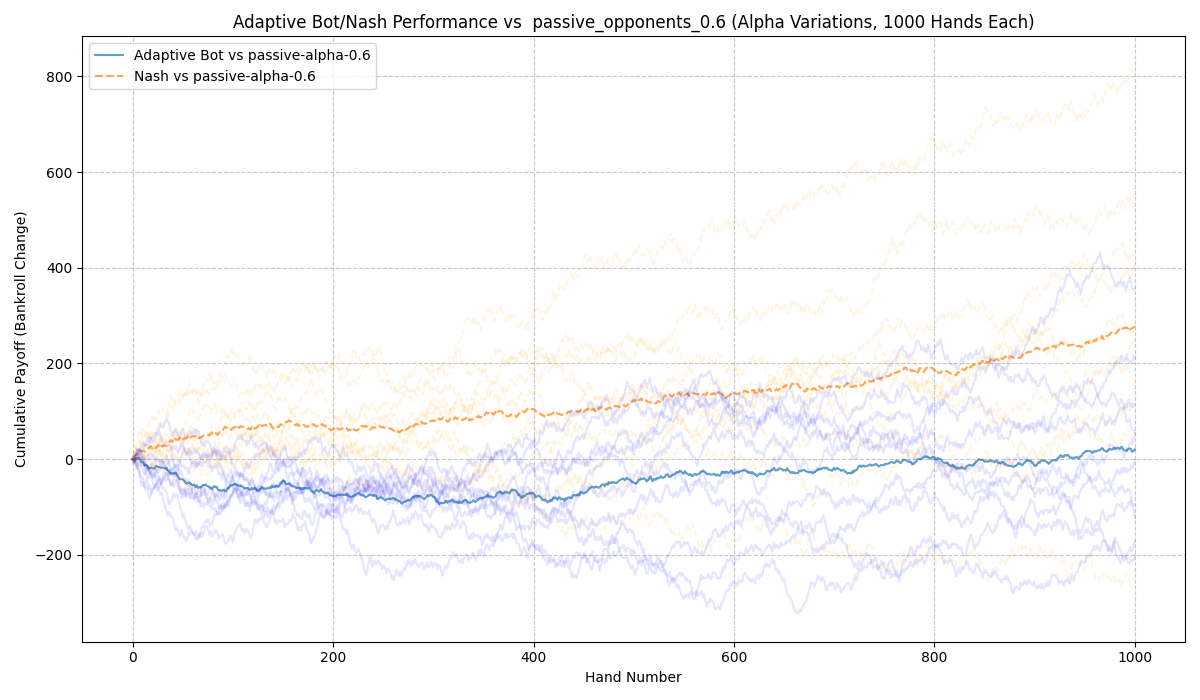 Adaptive Bot/Nash Performance vs  passive_opponents_0.6 (Alpha Variations, 1000 Hands Each)
Adaptive Bot vs passive-alpha-0.6
Nash vs passive-alpha-0.6
Cumulative Payoff (Bankroll Change)
800
600
400
200
0
−200
0 200 400 600 800 1000
Hand Number